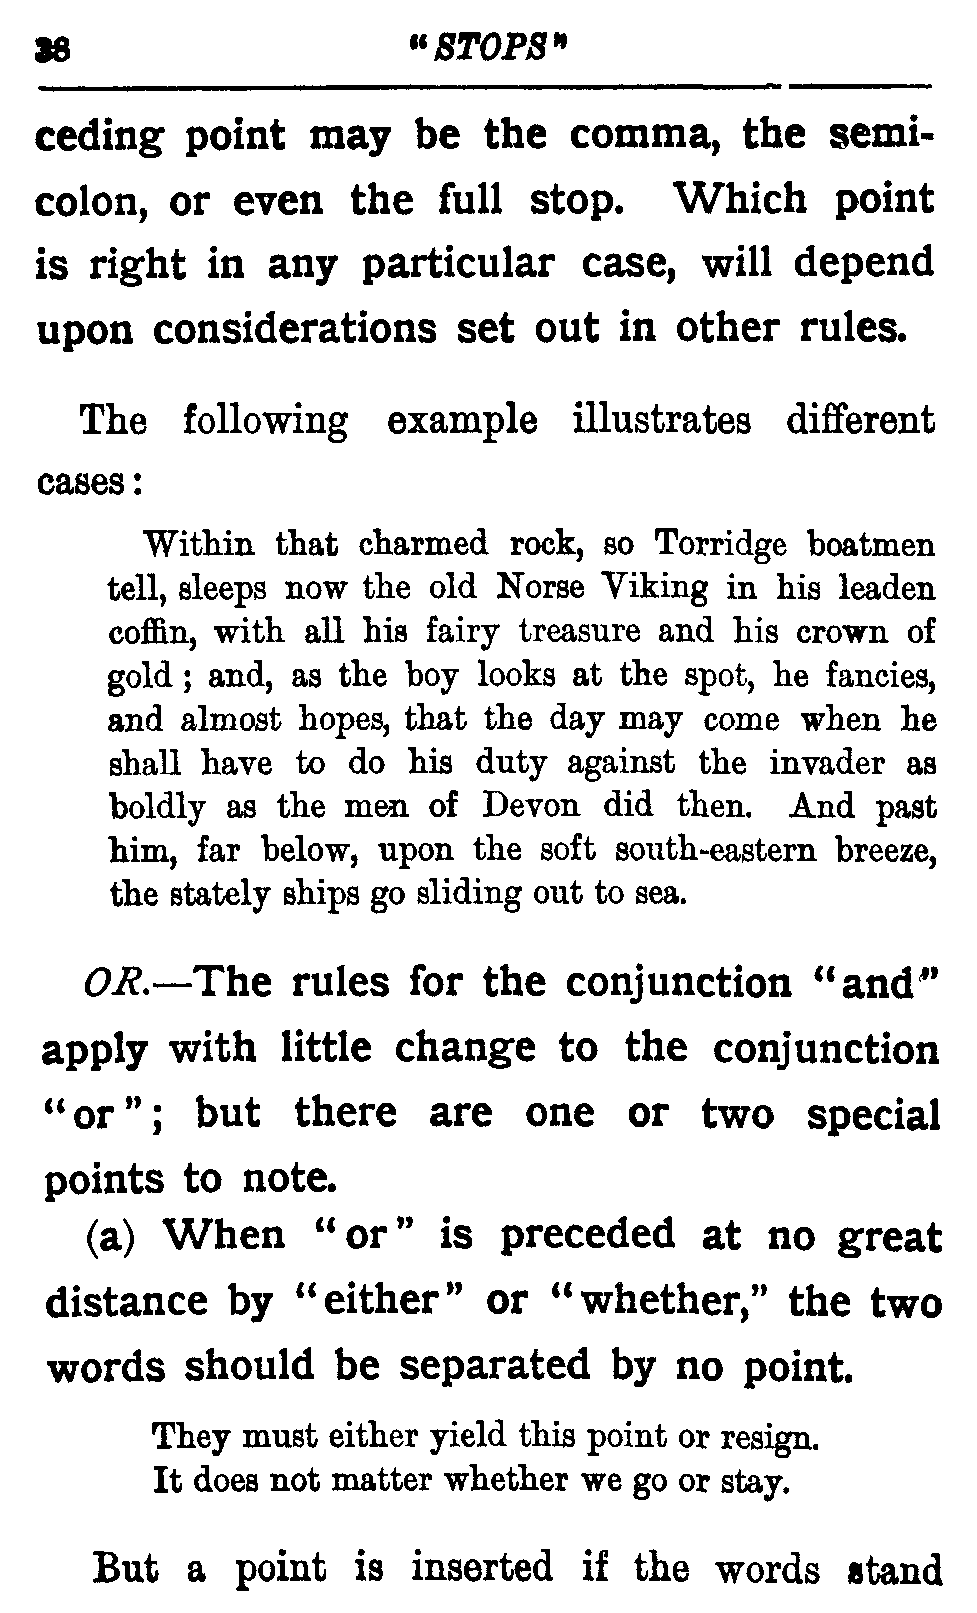 38 "STOPS"
ceding point may be the comma, the semi-
colon, or even the full stop. Which point
is right in any particular case, will depend
upon considerations set out in other rules.
The following example illustrates different
cases:
Within that charmed rock, so Torridge boatmen
tell, sleeps now the old Norse Viking in his leaden
coffin, with all his fairy treasure and his crown of
gold; and, as the boy looks at the spot, he fancies,
and almost hopes, that the day may come when he
shall have to do his duty against the invader as
boldly as the men of Devon did then. And past
him, far below, upon the soft south-eastern breeze,
the stately ships go sliding out to sea.
OR.—The rules for the conjunction "and"
apply with little change to the conjunction
"or"; but there are one or two special
points to note.
(a) When "or" is preceded at no great
distance by "either" or "whether," the two
words should be separated by no point.
They must either yield this point or resign.
It does not matter whether we go or stay.
But a point is inserted if the words stand